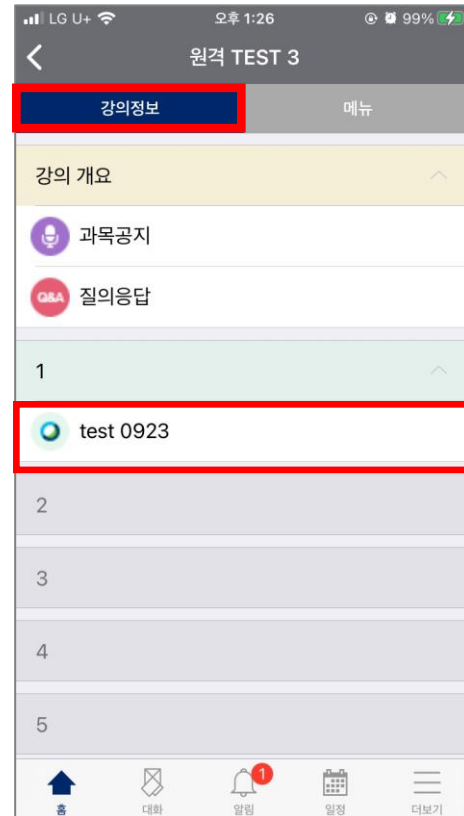 LG U+ 오후 1:26 99%
원격 TEST 3
강의정보 메뉴
강의 개요
과목공지
Q&A 질의응답
1
test 0923
2
3
4
5
1
홈 대화 알림 일정 더보기